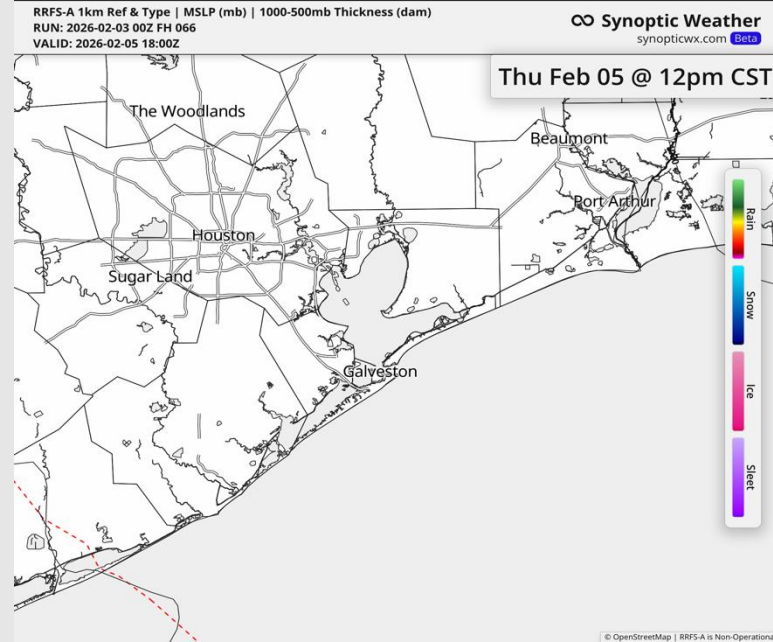 RRFS-A 1km Ref & Type | MSLP (mb) | 1000-500mb Thickness (dam)
RUN: 2026-02-03 00Z FH 066
VALID: 2026-02-05 18:00Z
Synoptic Weather
synopticwx.com Beta
Thu Feb 05 @ 12pm CST
The Woodlands
Beaumont
Port Arthur
Houston
Sugar Land
Galveston
Rain
Snow
Ice
Sleet
© OpenStreetMap | RRFS-A is Non-Operationa